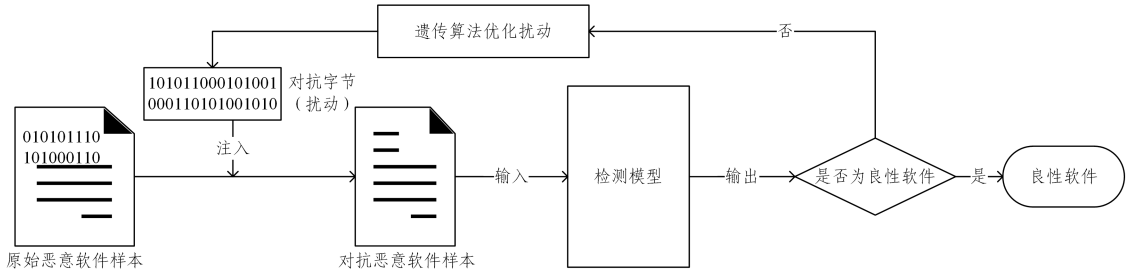 遗传算法优化扰动
否
101011000101001
000110101001010
对抗字节
（扰动）
010101110
101000110
注入
输入
检测模型
输出
是否为良性软件
是
良性软件
原始恶意软件样本
对抗恶意软件样本